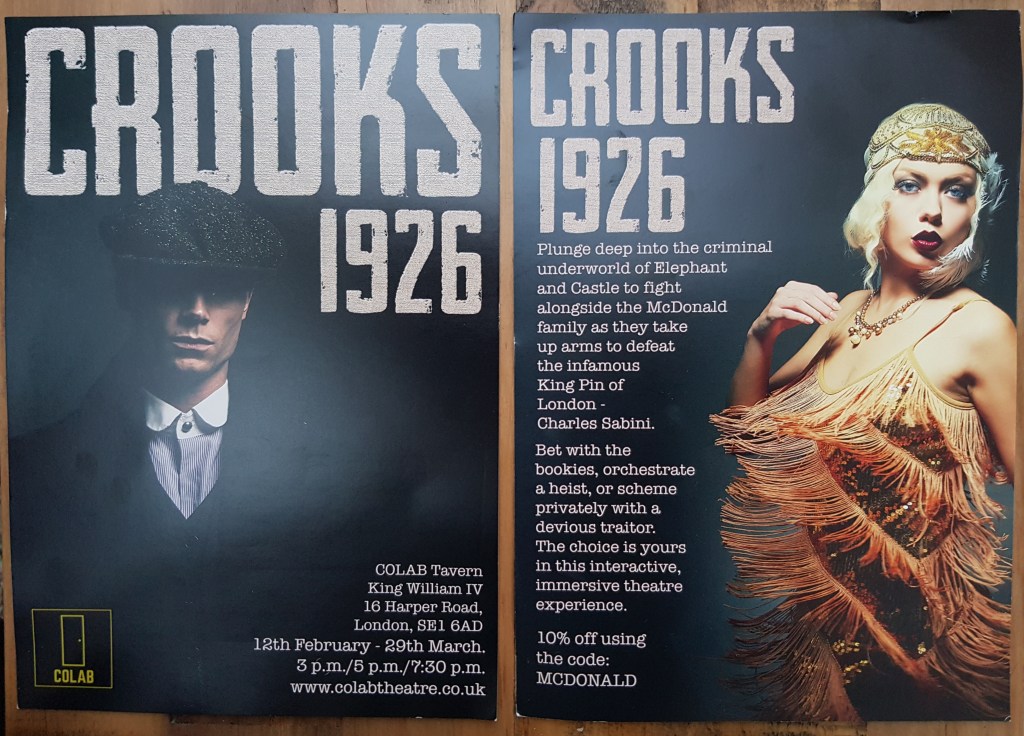 CROOKS
1926
COLAB Tavern
King William IV
16 Harper Road,
London, SE1 6AD
12th February - 29th March.
3 p.m./5 p.m./7:30 p.m.
www.colabtheatre.co.uk
COLAB
CROOKS
1926
Plunge deep into the criminal
underworld of Elephant
and Castle to fight
alongside the McDonald
family as they take
up arms to defeat
the infamous
King Pin of
London -
Charles Sabini.
Bet with the
bookies, orchestrate
a heist, or scheme
privately with a
devious traitor.
The choice is yours
in this interactive,
immersive theatre
experience.
10% off using
the code:
MCDONALD